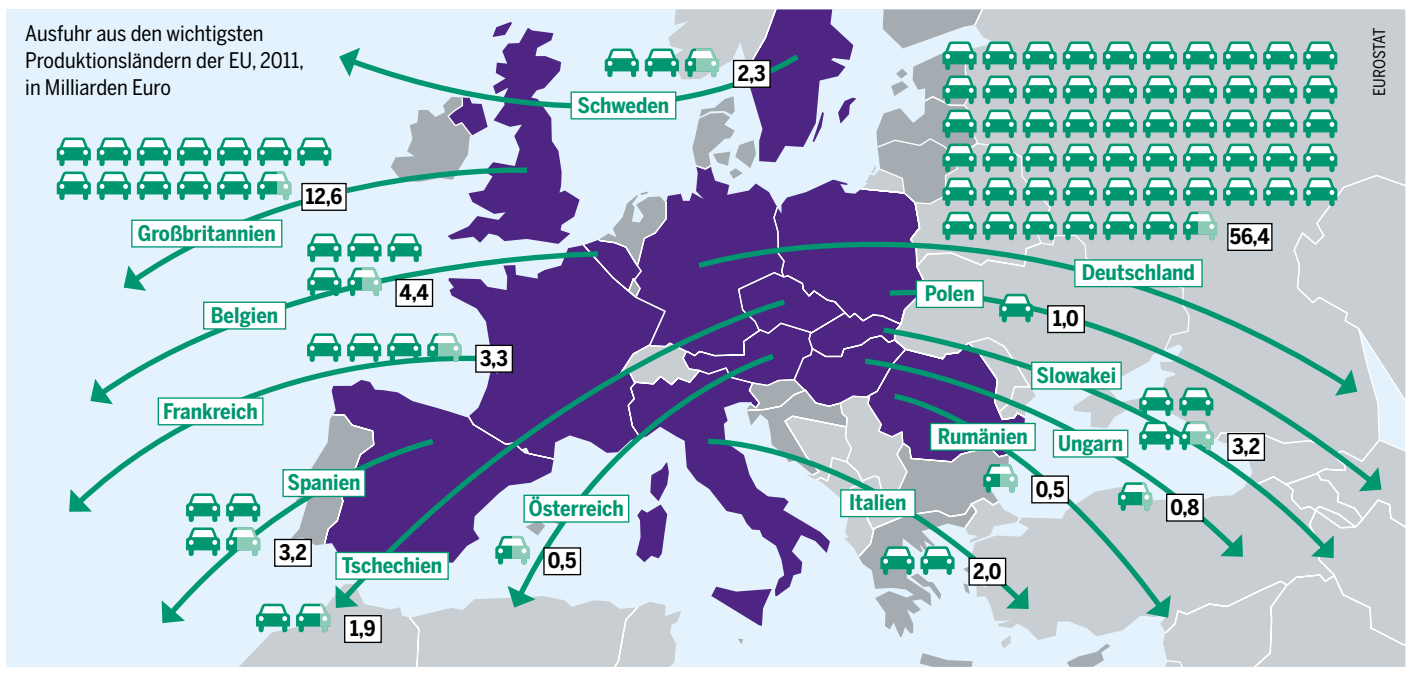 Ausfuhr aus den wichtigsten
Produktionsländern der EU, 2011,
in Milliarden Euro
EUROSTAT
2,3
Schweden
12,6
Großbritannien
56,4
Deutschland
4,4
Belgien
Polen
1,0
3,3
Frankreich
Slowakei
3,2
Rumänien
0,5
Ungarn
0,8
Spanien
3,2
Österreich
0,5
Italien
2,0
Tschechien
1,9